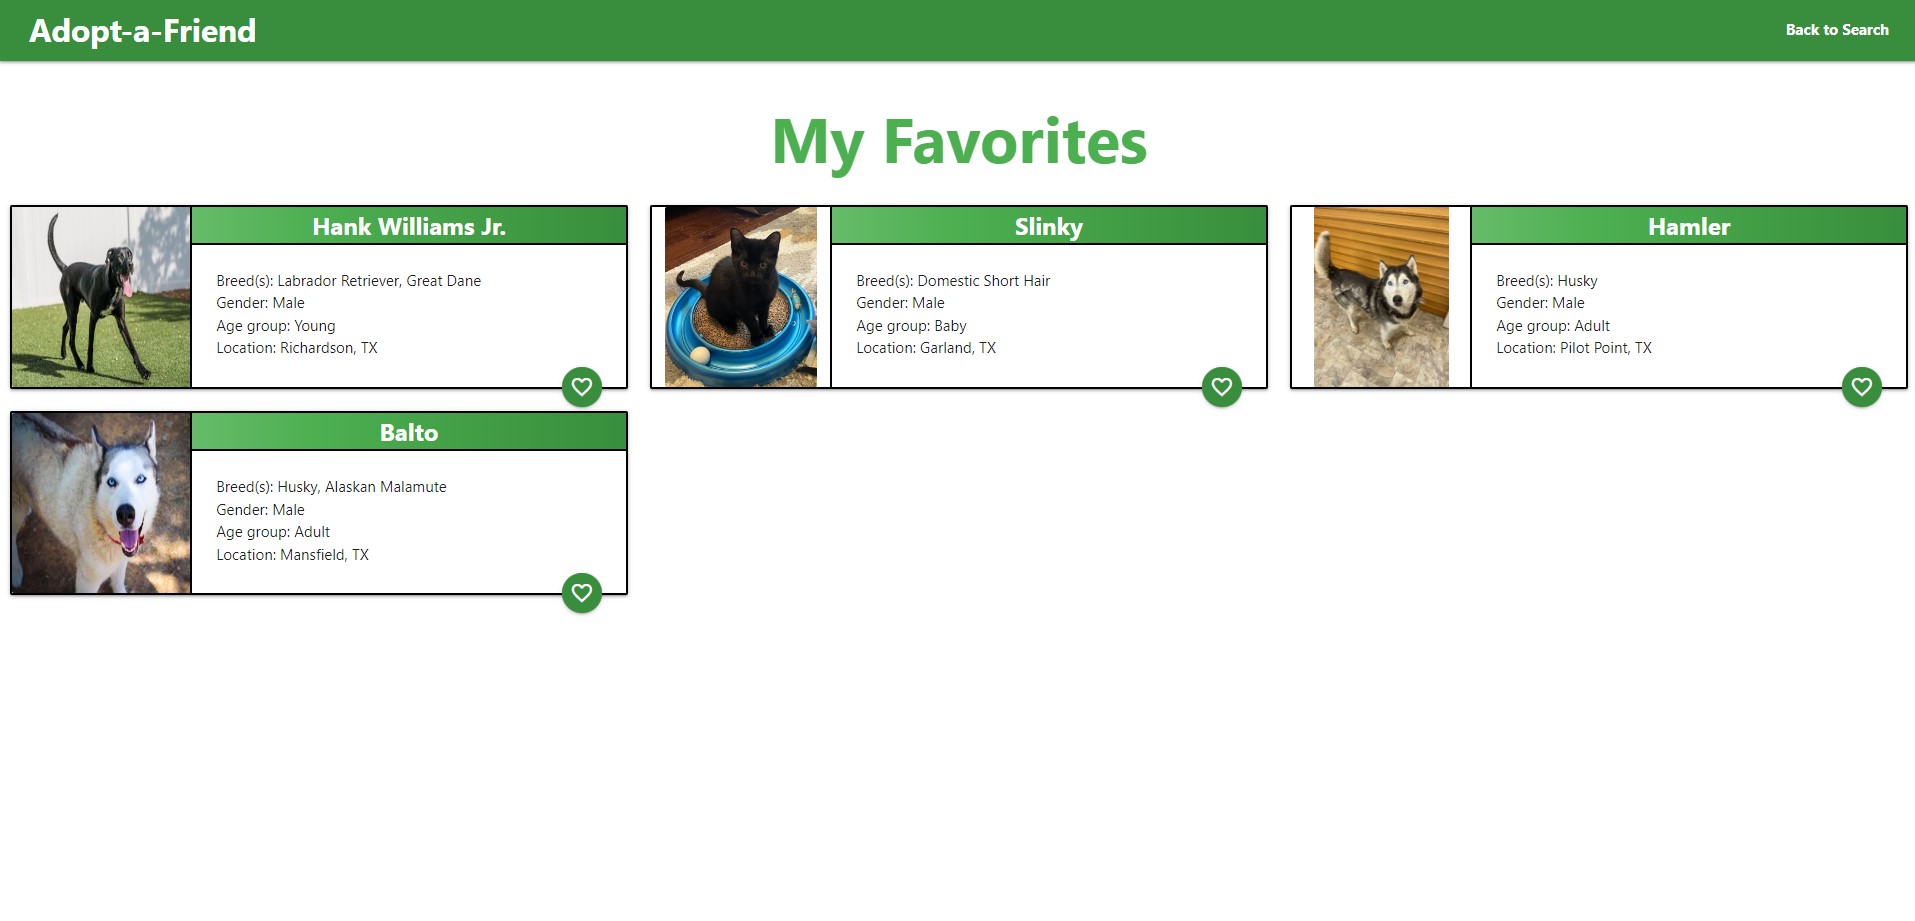 Adopt-a-Friend
Back to Search
My Favorites
Hank Williams Jr.
Breed(s): Labrador Retriever, Great Dane
Gender: Male
Age group: Young
Location: Richardson, TX
Slinky
Breed(s): Domestic Short Hair
Gender: Male
Age group: Baby
Location: Garland, TX
Hamler
Breed(s): Husky
Gender: Male
Age group: Adult
Location: Pilot Point, TX
Balto
Breed(s): Husky, Alaskan Malamute
Gender: Male
Age group: Adult
Location: Mansfield, TX